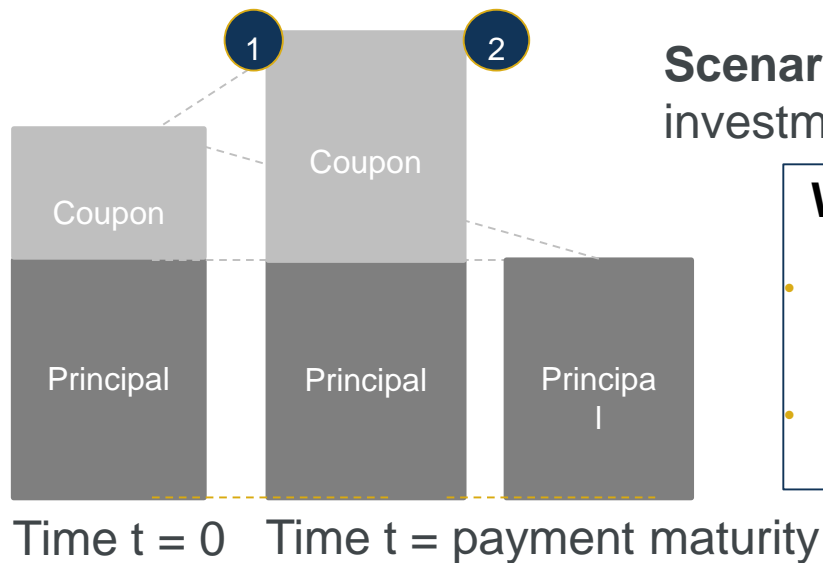 1
2
Scenar
investm
W
Coupon
Coupon
Principal
Principal
Principa
l
Time t = 0
Time t = payment maturity